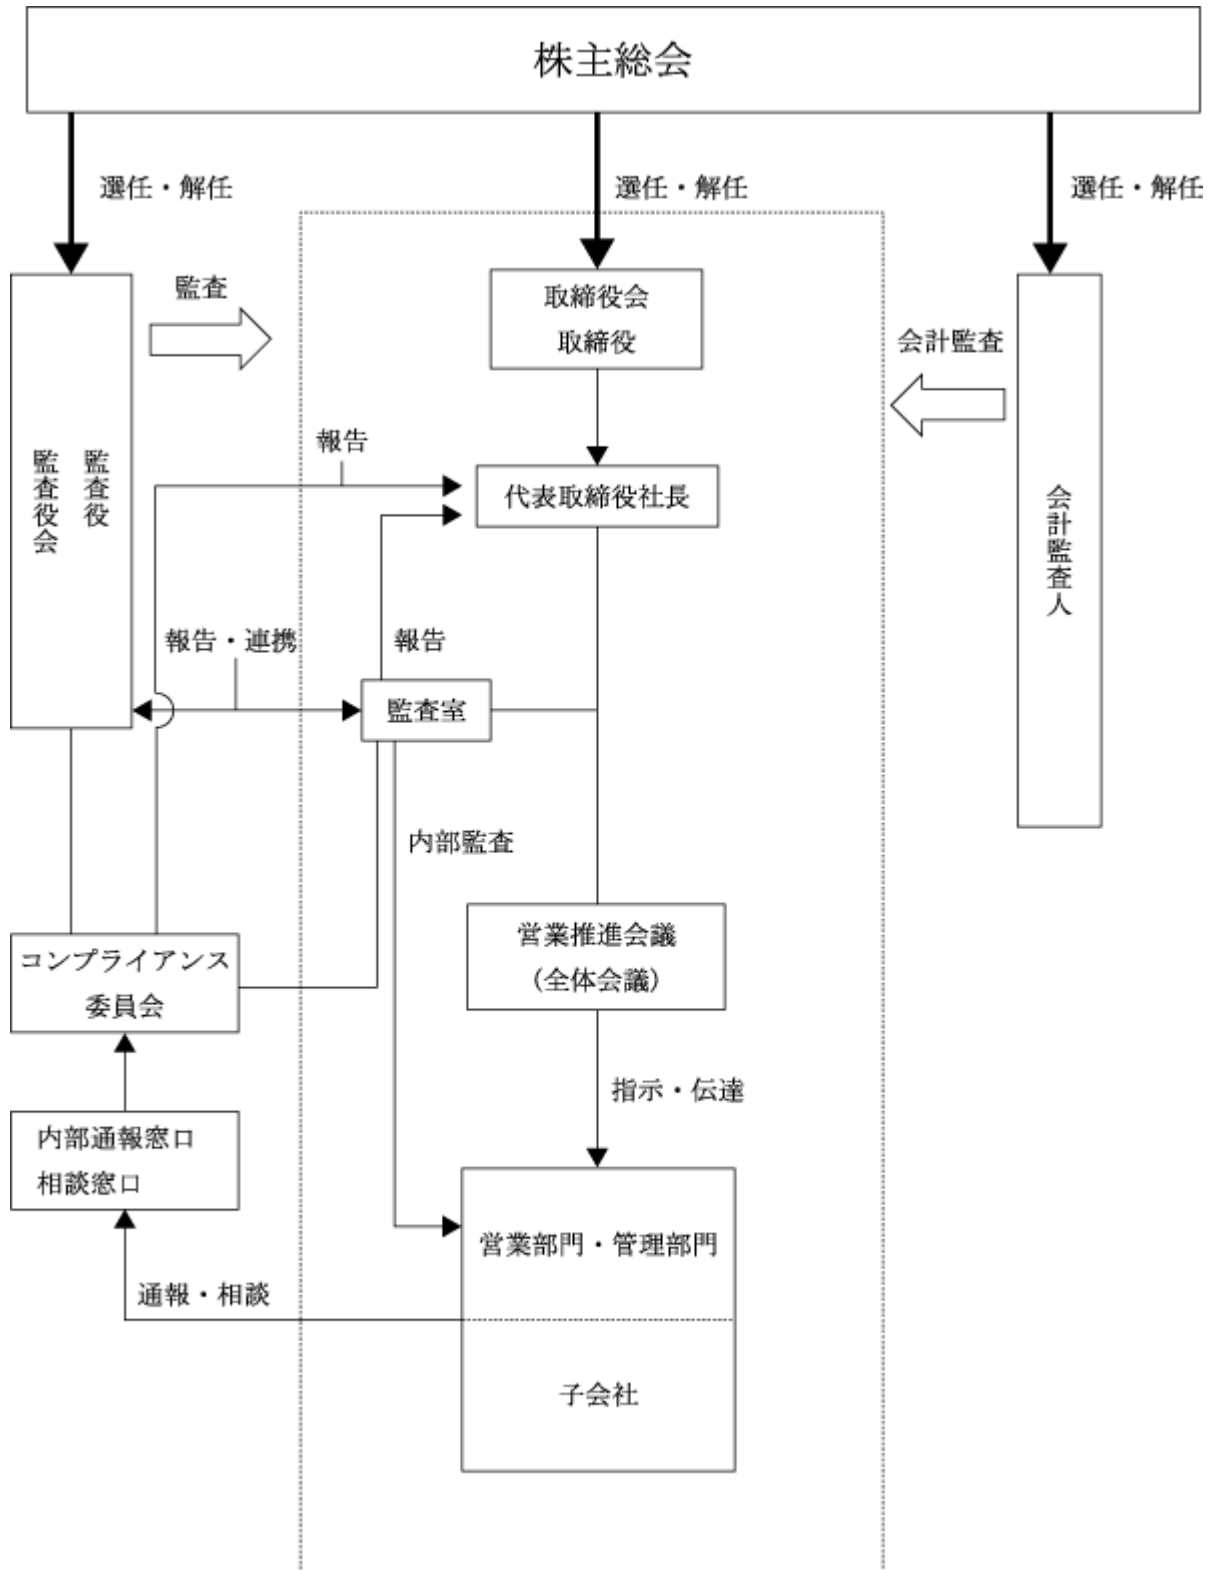 株主総会
選任・解任
選任・解任
選任・解任
監査
取締役会
取締役
会計監査
監査役
監査役会
報告
代表取締役社長
会計監査人
報告・連携
報告
監査室
内部監査
営業推進会議
(全体会議)
コンプライアンス
委員会
指示・伝達
内部通報窓口
相談窓口
営業部門・管理部門
通報・相談
子会社